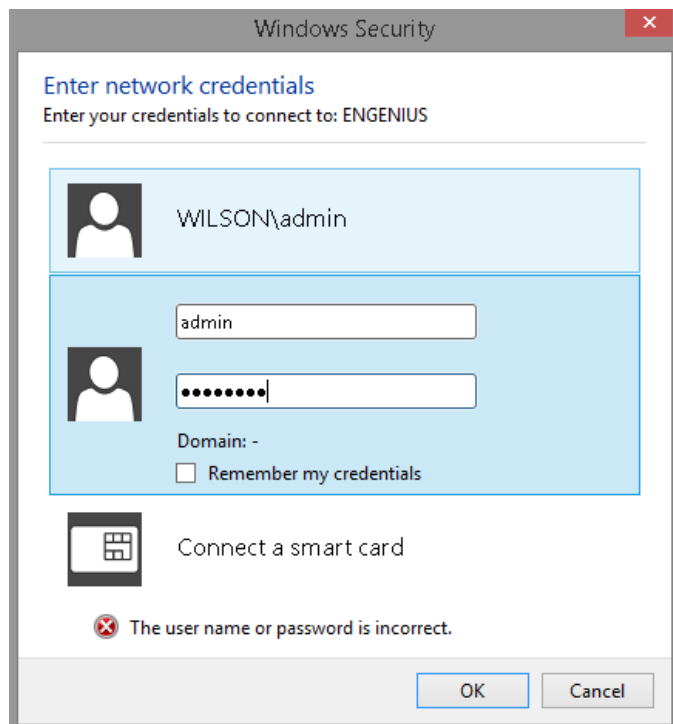 Windows Security
Enter network credentials
Enter your credentials to connect to: ENGENIUS
WILSON\admin
admin
●●●●●●●●
Domain: -
Remember my credentials
Connect a smart card
The user name or password is incorrect.
OK
Cancel